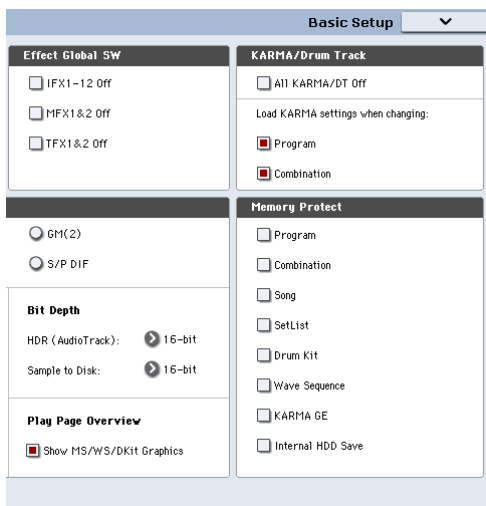 Basic Setup
Effect Global SW
IFX1-12 Off
MFX1&2 Off
TFX1&2 Off
KARMA/Drum Track
All KARMA/DT Off
Load KARMA settings when changing:
Program
Combination
GM(2)
S/P DIF
Bit Depth
HDR (AudioTrack): 16-bit
Sample to Disk: 16-bit
Play Page Overview
Show MS/WS/DKit Graphics
Memory Protect
Program
Combination
Song
SetList
Drum Kit
Wave Sequence
KARMA GE
Internal HDD Save